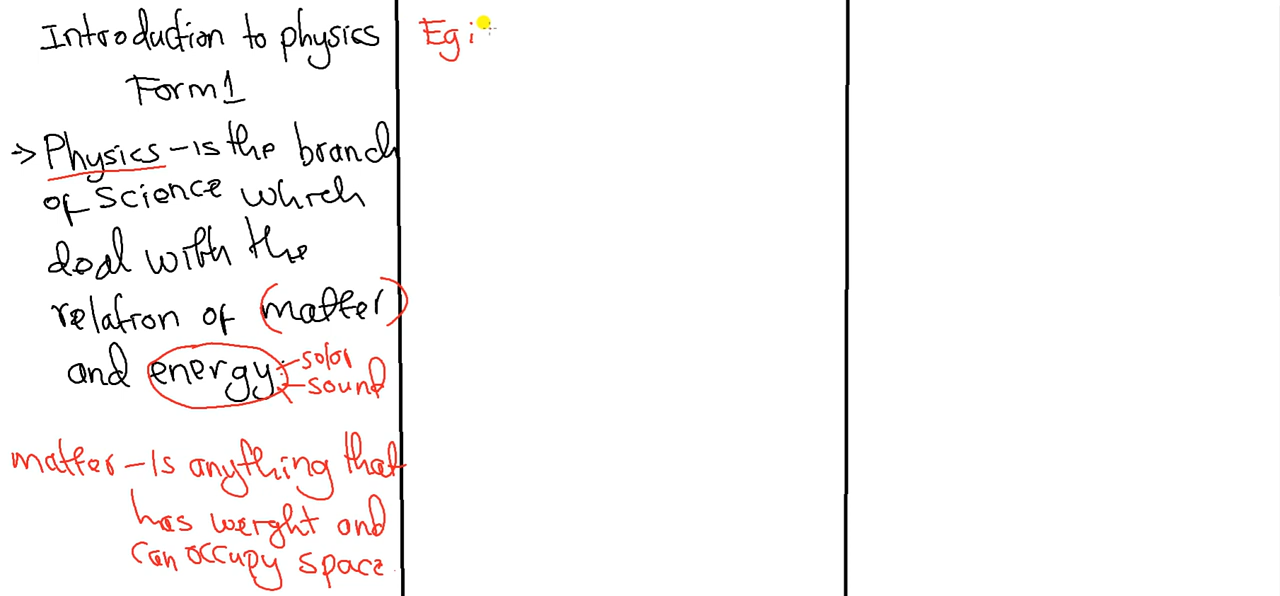 Introduction to physics
Form 1
→ Physics - is the branch
of science which
deal with the
relation of (matter)
and energy: - solar
- sound
matter - Is anything that
has weight and
can occupy space
Eg: